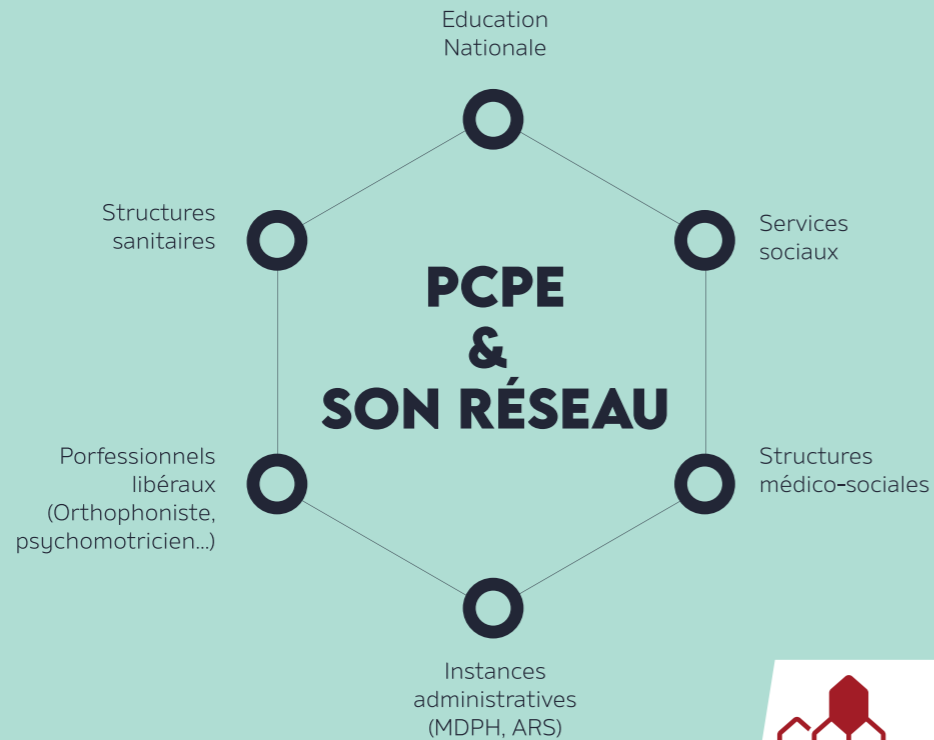 Education
Nationale
Structures
sanitaires
Services
sociaux
PCPE
&
SON RÉSEAU
Porfessionnels
libéraux
(Orthophoniste,
psychomotricien...)
Structures
médico-sociales
Instances
administratives
(MDPH, ARS)